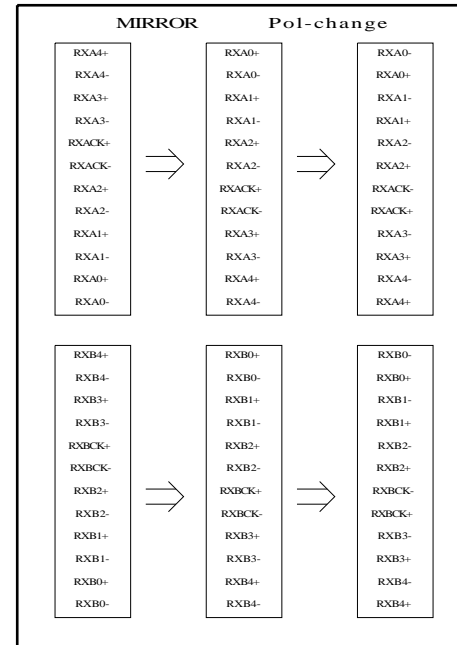 MIRROR Pol-change
RXA4+ RXA0+ RXA0-
RXA4- RXA0- RXA0+
RXA3+ RXA1+ RXA1-
RXA3- RXA1- RXA1+
RXACK+ RXA2+ RXA2-
RXACK- RXA2- RXA2+
RXA2+ RXACK+ RXACK-
RXA2- RXACK- RXACK+
RXA1+ RXA3+ RXA3-
RXA1- RXA3- RXA3+
RXA0+ RXA4+ RXA4-
RXA0- RXA4- RXA4+
RXB4+ RXB0+ RXB0-
RXB4- RXB0- RXB0+
RXB3+ RXB1+ RXB1-
RXB3- RXB1- RXB1+
RXBCK+ RXB2+ RXB2-
RXBCK- RXB2- RXB2+
RXB2+ RXBCK+ RXBCK-
RXB2- RXBCK- RXBCK+
RXB1+ RXB3+ RXB3-
RXB1- RXB3- RXB3+
RXB0+ RXB4+ RXB4-
RXB0- RXB4- RXB4+